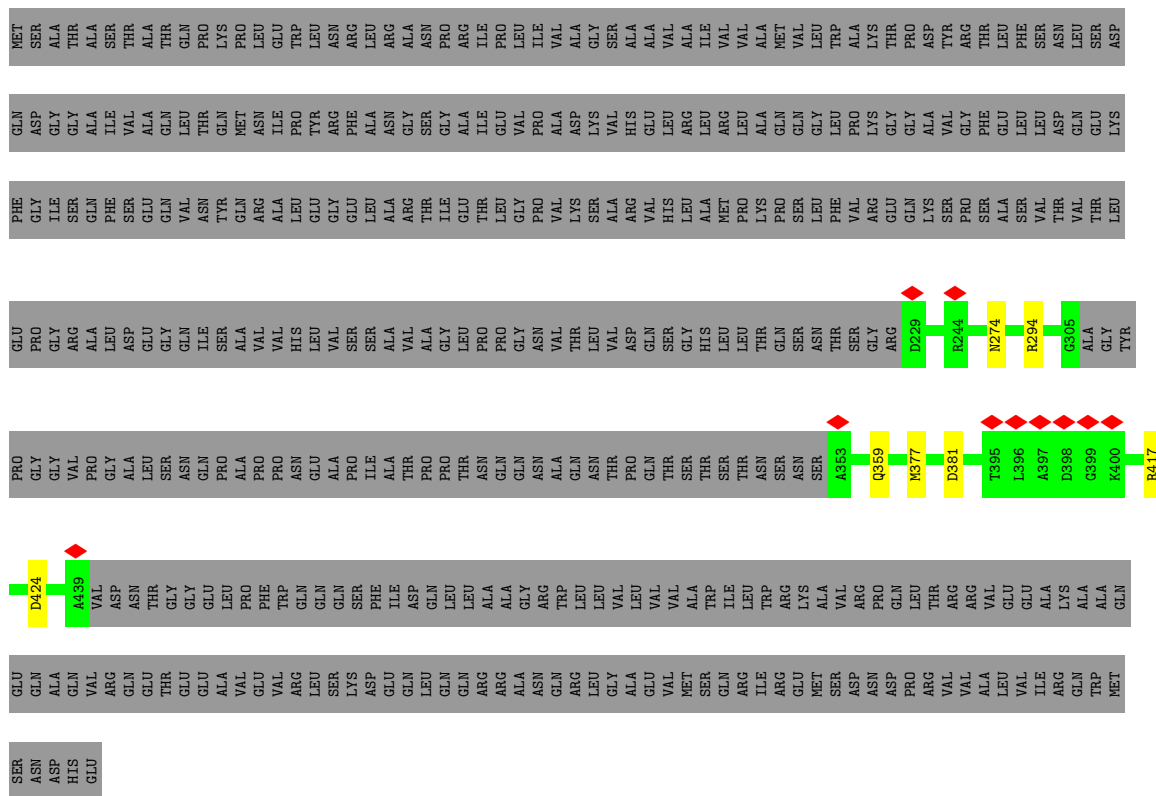 MET SER ALA THR ALA SER THR ALA THR GLN PRO LYS PRO LEU GLU TRP LEU ASN ARG LEU ARG ALA ASN PRO ARG ILE PRO LEU ILE VAL ALA GLY SER ALA ALA VAL ALA ILE VAL VAL ALA MET VAL LEU TRP ALA LYS THR PRO ASP TYR ARG THR LEU PHE SER ASN LEU SER ASP
GLN ASP GLY GLY ALA ILE VAL ALA GLN LEU THR GLN MET ASN ILE PRO TYR ARG PHE ALA ASN GLY SER GLY ALA ILE GLU VAL PRO ALA ASP LYS VAL HIS GLU LEU ARG LEU ARG LEU ALA GLN GLN GLY LEU PRO LYS GLY GLY ALA VAL GLY PHE GLU LEU LEU ASP GLN GLU LYS
PHE GLY ILE SER GLN PHE SER GLU GLN VAL ASN TYR GLN ARG ALA LEU GLU GLY GLU LEU ALA ARG THR ILE GLU THR LEU GLY PRO VAL LYS SER ALA ARG VAL HIS LEU ALA MET PRO LYS PRO SER LEU PHE VAL ARG GLU GLN LYS SER PRO SER ALA SER VAL THR VAL THR LEU
GLU PRO GLY ARG ALA LEU ASP GLU GLY GLN ILE SER ALA VAL VAL HIS LEU VAL SER SER ALA VAL ALA GLY LEU PRO PRO GLY ASN VAL THR LEU VAL ASP GLN SER GLY HIS LEU LEU THR GLN SER ASN THR SER GLY ARG D229 R244 N274 R294 G305 ALA GLY TYR
PRO GLY GLY VAL PRO GLY ALA LEU SER ASN GLN PRO ALA PRO PRO ASN GLU ALA PRO ILE ALA THR PRO PRO THR ASN GLN GLN ASN ALA GLN ASN THR PRO GLN THR SER THR SER THR ASN SER ASN SER A353 Q359 M377 D381 T395 L396 A397 D398 G399 K400 R417
D424 A439 VAL ASP ASN THR GLY GLY GLU LEU PRO PHE TRP GLN GLN GLN SER PHE ILE ASP GLN LEU LEU ALA ALA GLY ARG TRP LEU LEU VAL LEU VAL VAL ALA TRP ILE LEU TRP ARG LYS ALA VAL ARG PRO GLN LEU THR ARG ARG VAL GLU GLU ALA LYS ALA ALA GLN
GLU GLN ALA GLN VAL ARG GLN GLU THR GLU GLU ALA VAL GLU VAL ARG LEU SER LYS ASP GLU GLN LEU GLN GLN ARG ARG ALA ASN GLN ARG LEU GLY ALA GLU VAL MET SER GLN ARG ILE ARG GLU MET SER ASP ASN ASP PRO ARG VAL VAL ALA LEU VAL ILE ARG GLN TRP MET
SER ASN ASP HIS GLU